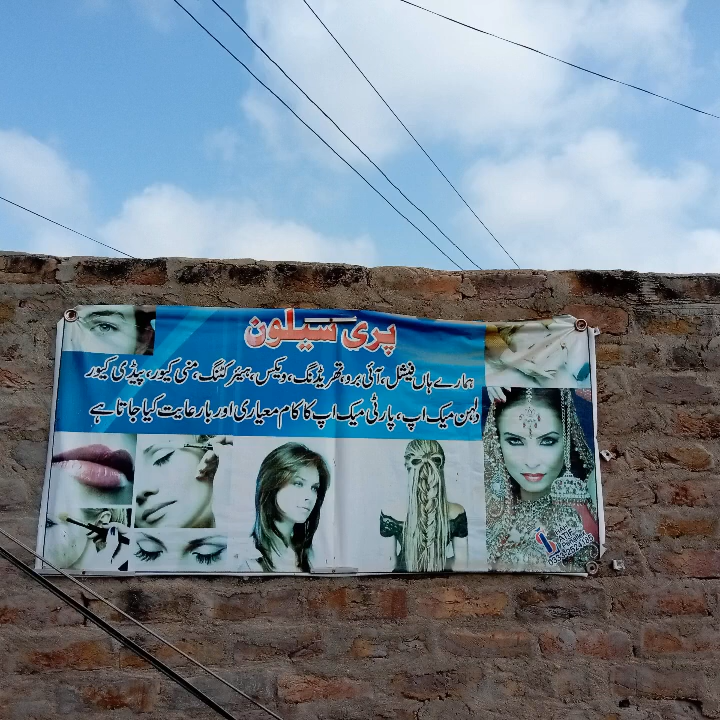 پری سیلون
ہمارے ہاں فیشل، آئی برو، تھریڈنگ، ویکس، ہیئر کٹنگ، منی کیور، پیڈی کیور
دلہن میک اپ، پارٹی میک اپ کا کام معیاری اور بارعایت کیا جاتا ہے